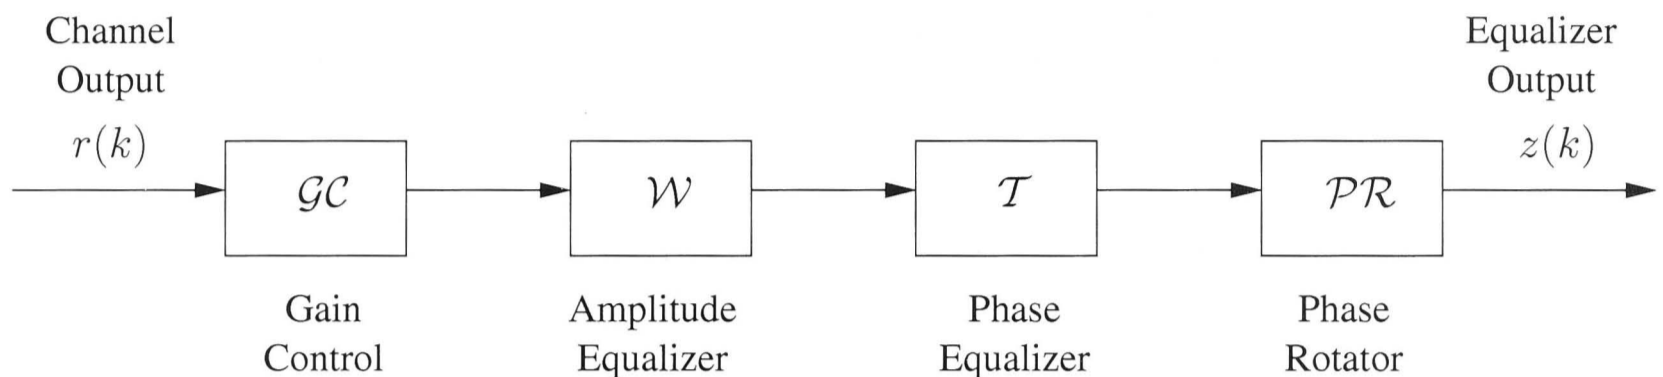 Channel
Output
r(k)
Equalizer
Output
z(k)
GC
W
T
PR
Gain
Control
Amplitude
Equalizer
Phase
Equalizer
Phase
Rotator